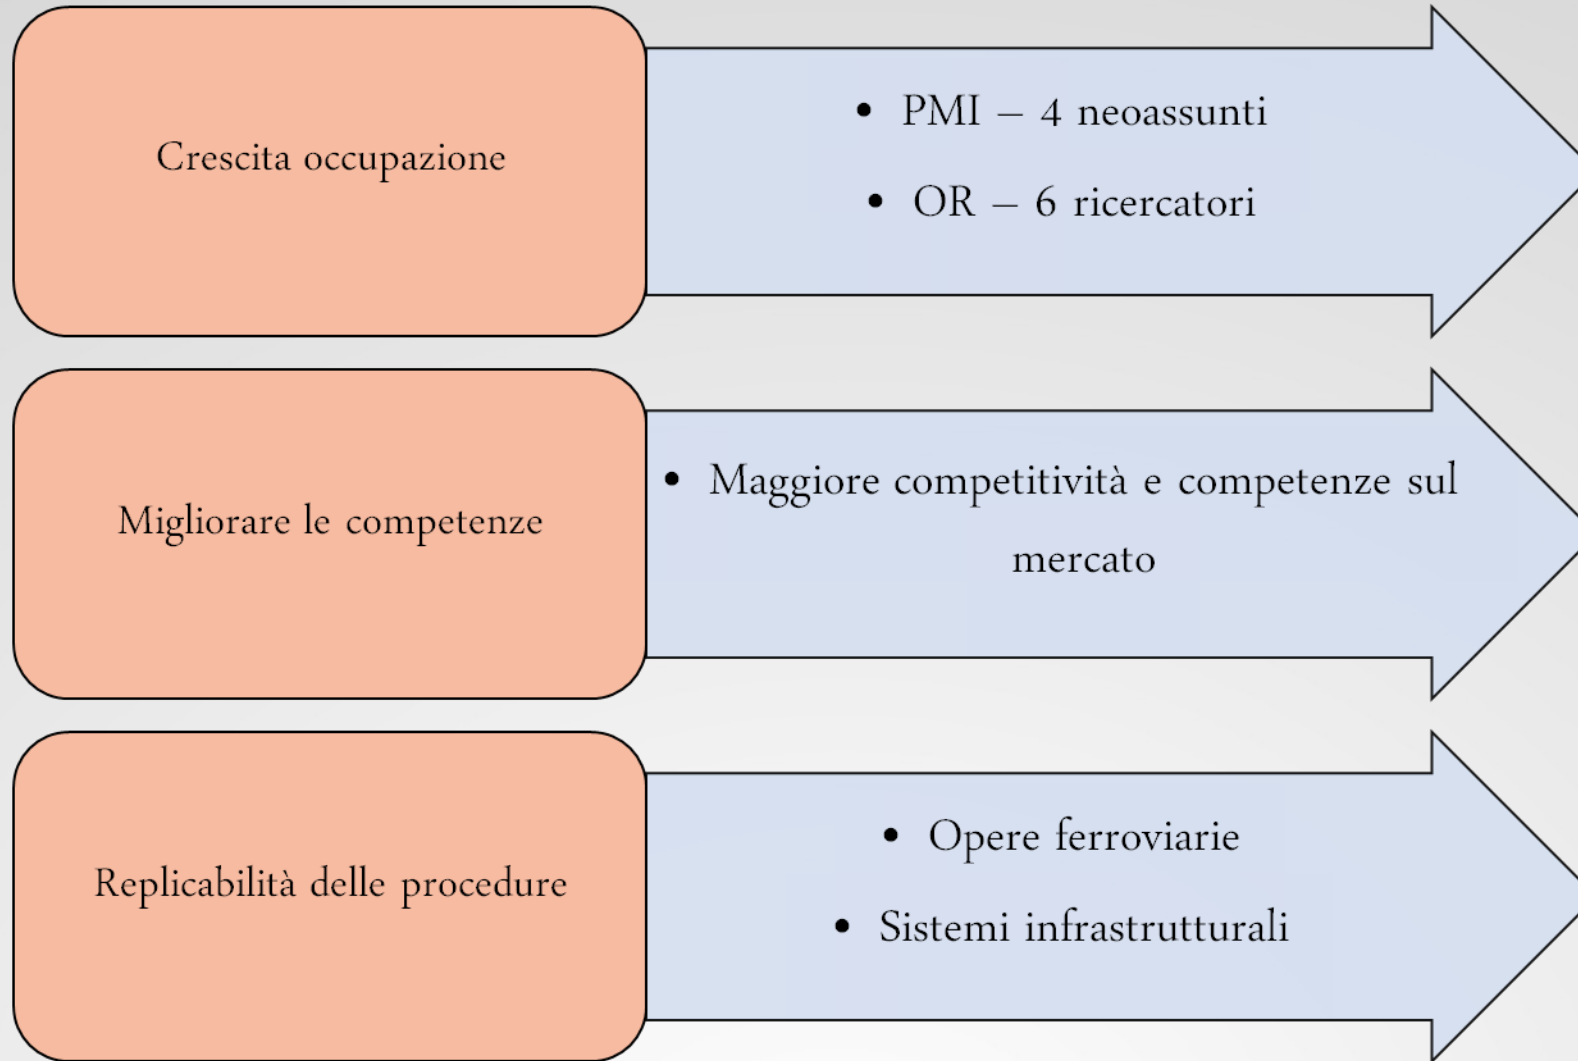 Crescita occupazione
• PMI – 4 neoassunti
• OR – 6 ricercatori
Migliorare le competenze
• Maggiore competitività e competenze sul
mercato
Replicabilità delle procedure
• Opere ferroviarie
• Sistemi infrastrutturali